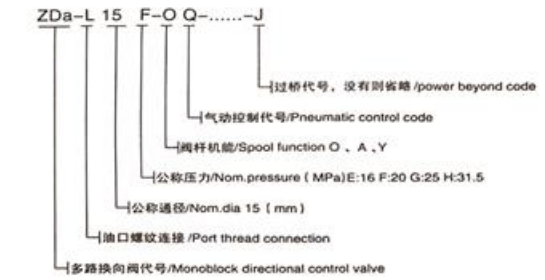 ZDa-L 15 F-O Q-……-J
过桥代号，没有则省略/power beyond code
气动控制代号/Pneumatic control code
阀杆机能/Spool function O 、A 、Y
公称压力/Nom.pressure ( MPa)E:16 F:20 G:25 H:31.5
公称通径/Nom.dia 15 ( mm )
油口螺纹连接 /Port thread connection
多路换向阀代号/Monoblock directional control valve